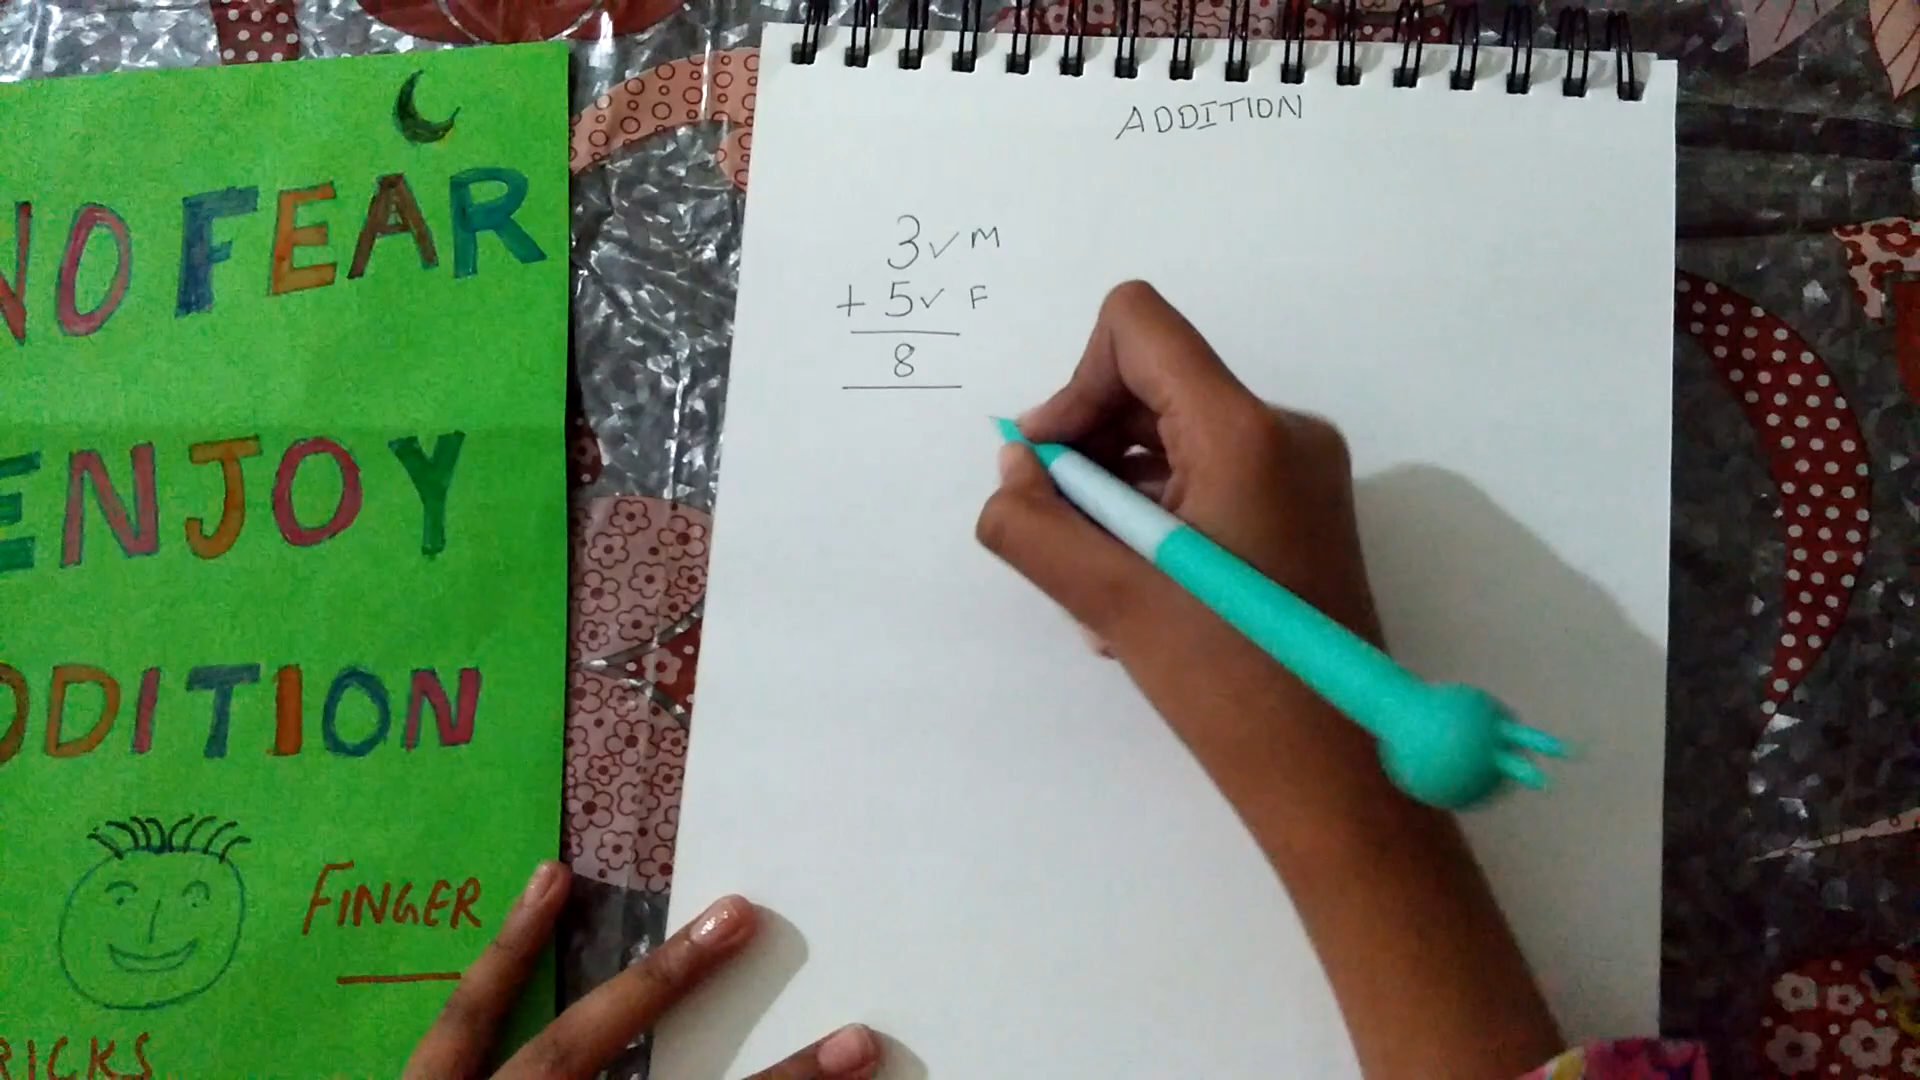 NO FEAR
ENJOY
DDITION
FINGER
RICKS
ADDITION
3✓ M
+ 5✓ F
8